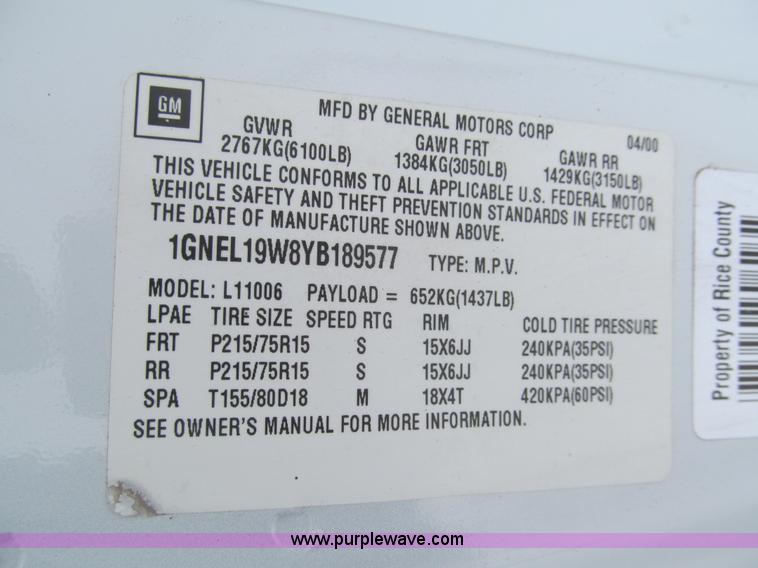 GM
MFD BY GENERAL MOTORS CORP 04/00
GVWR GAWR FRT GAWR RR
2767KG(6100LB) 1384KG(3050LB) 1429KG(3150LB)
THIS VEHICLE CONFORMS TO ALL APPLICABLE U.S. FEDERAL MOTOR
VEHICLE SAFETY AND THEFT PREVENTION STANDARDS IN EFFECT ON
THE DATE OF MANUFACTURE SHOWN ABOVE.
1GNEL19W8YB189577 TYPE: M.P.V.
MODEL: L11006 PAYLOAD = 652KG(1437LB)
LPAE TIRE SIZE SPEED RTG RIM COLD TIRE PRESSURE
FRT P215/75R15 S 15X6JJ 240KPA(35PSI)
RR P215/75R15 S 15X6JJ 240KPA(35PSI)
SPA T155/80D18 M 18X4T 420KPA(60PSI)
SEE OWNER'S MANUAL FOR MORE INFORMATION.
Property of Rice County
www.purplewave.com